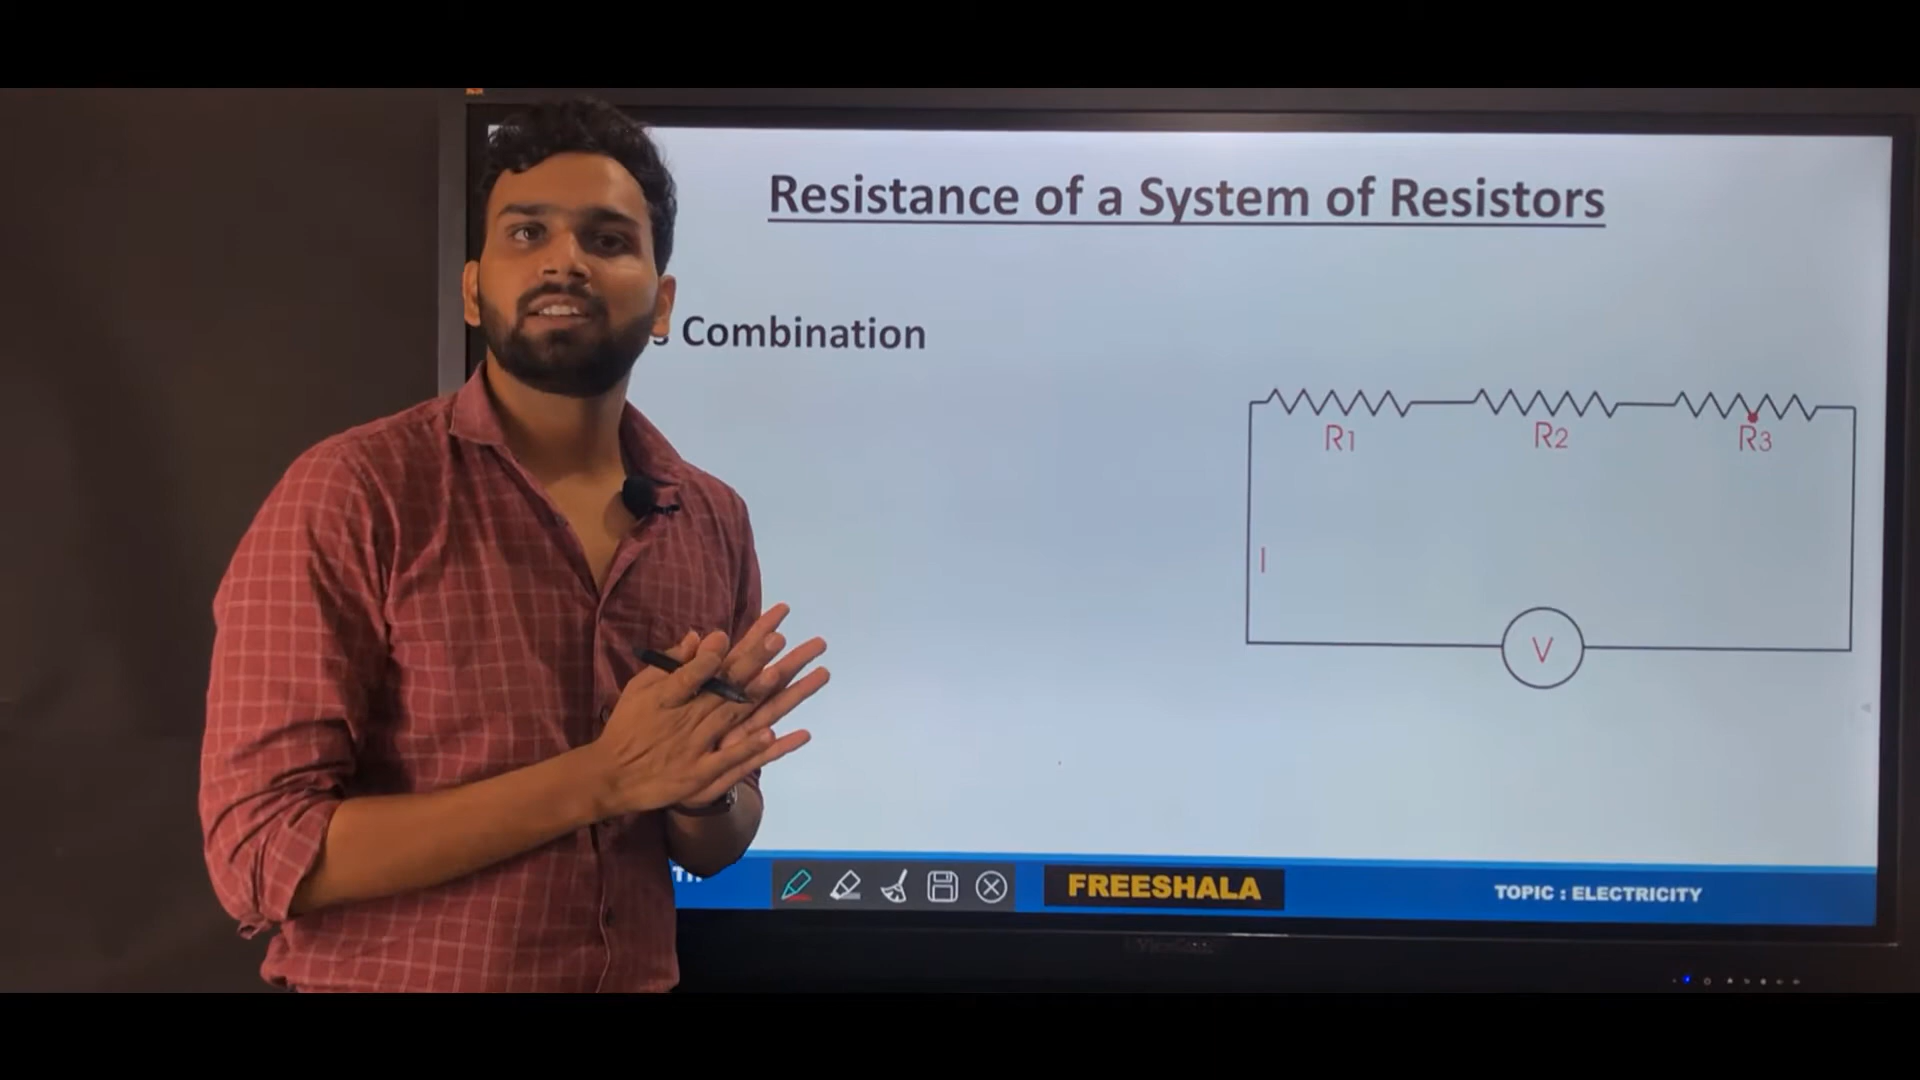 Resistance of a System of Resistors
Combination
R1 R2 R3
I
V
FREESHALA
TOPIC : ELECTRICITY